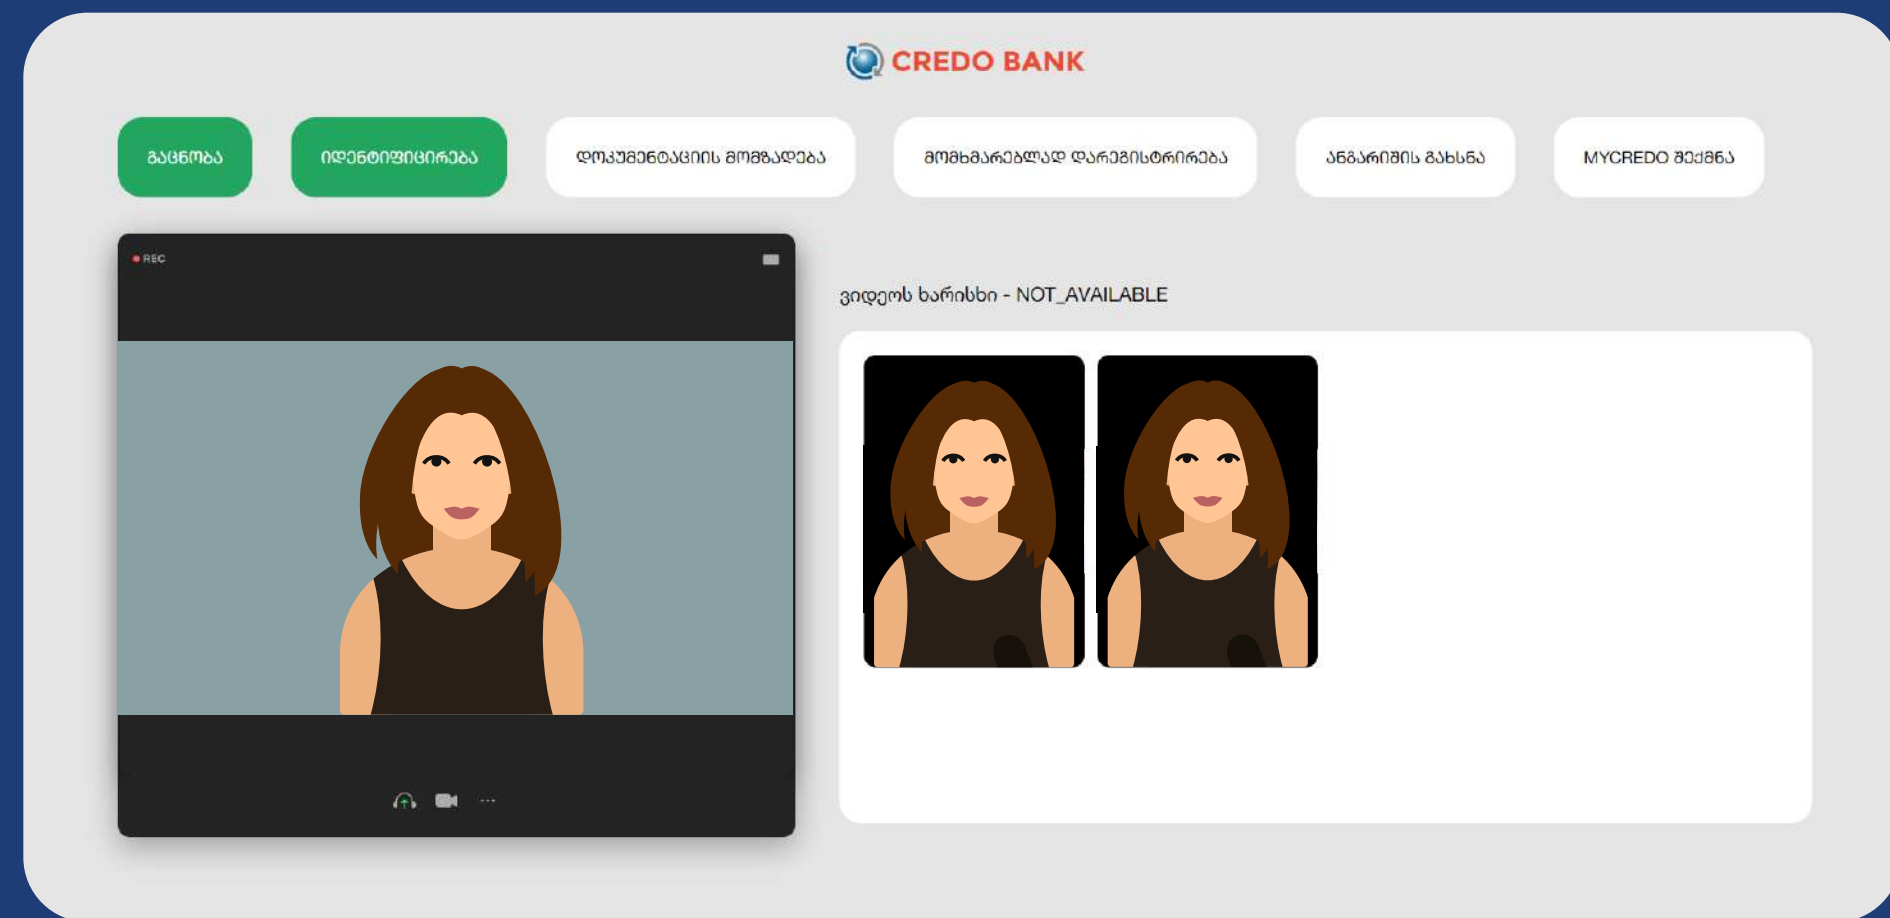 CREDO BANK
გაცნობა
იდენტიფიცირება
დოკუმენტაციის მომზადება
მომხმარებლად დარეგისტრირება
ანგარიშის გახსნა
MYCREDO შექმნა
REC
ვიდეოს ხარისხი - NOT_AVAILABLE